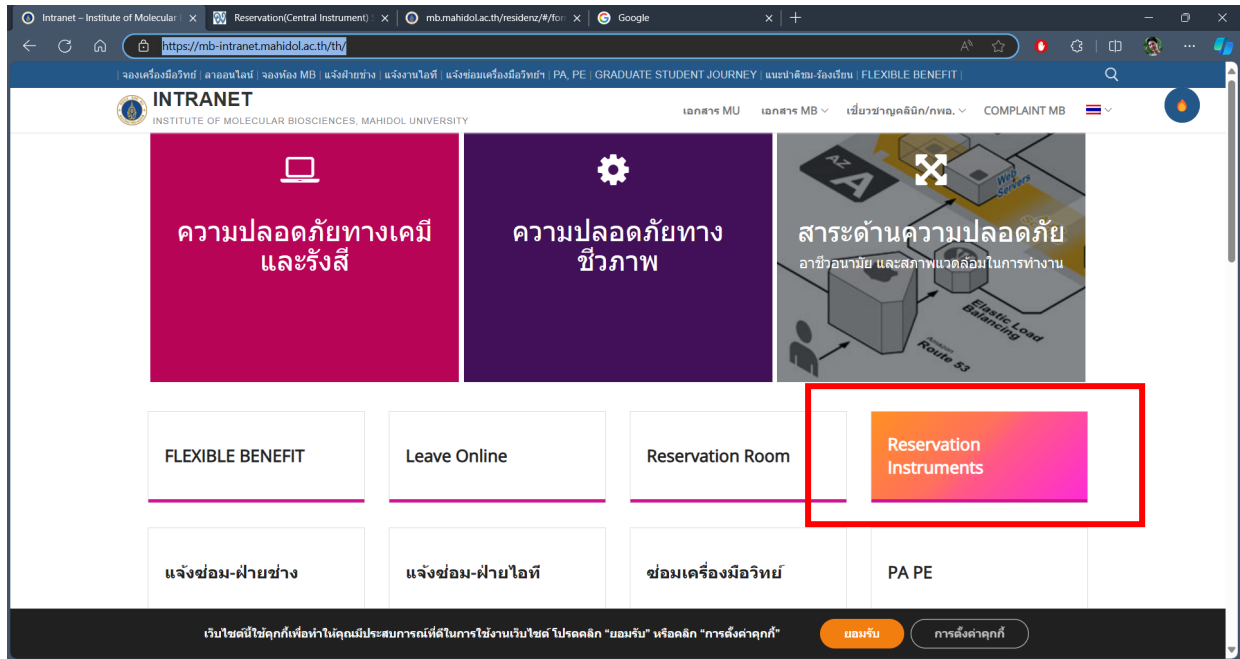 Intranet – Institute of Molecular
Reservation(Central Instrument)
mb.mahidol.ac.th/residenz/#/for
Google
https://mb-intranet.mahidol.ac.th/th/
| จองเครื่องมือวิทย์ | ลาออนไลน์ | จองห้อง MB | แจ้งฝ่ายช่าง | แจ้งงานไอที | แจ้งซ่อมเครื่องมือวิทย์ฯ | PA, PE | GRADUATE STUDENT JOURNEY | แนะนำติชม-ร้องเรียน | FLEXIBLE BENEFIT |
INTRANET
INSTITUTE OF MOLECULAR BIOSCIENCES, MAHIDOL UNIVERSITY
เอกสาร MU เอกสาร MB เชี่ยวชาญคลินิก/กพอ. COMPLAINT MB
ความปลอดภัยทางเคมี
และรังสี
ความปลอดภัยทาง
ชีวภาพ
สาระด้านความปลอดภัย
อาชีวอนามัย และสภาพแวดล้อมในการทำงาน
AZ
A
Web
Servers
Elastic Load
Balancing
Amazon
Route 53
FLEXIBLE BENEFIT
Leave Online
Reservation Room
Reservation
Instruments
แจ้งซ่อม-ฝ่ายช่าง
แจ้งซ่อม-ฝ่ายไอที
ซ่อมเครื่องมือวิทย์
PA PE
เว็บไซต์นี้ใช้คุกกี้เพื่อทำให้คุณมีประสบการณ์ที่ดีในการใช้งานเว็บไซต์ โปรดคลิก “ยอมรับ” หรือคลิก “การตั้งค่าคุกกี้”
ยอมรับ
การตั้งค่าคุกกี้